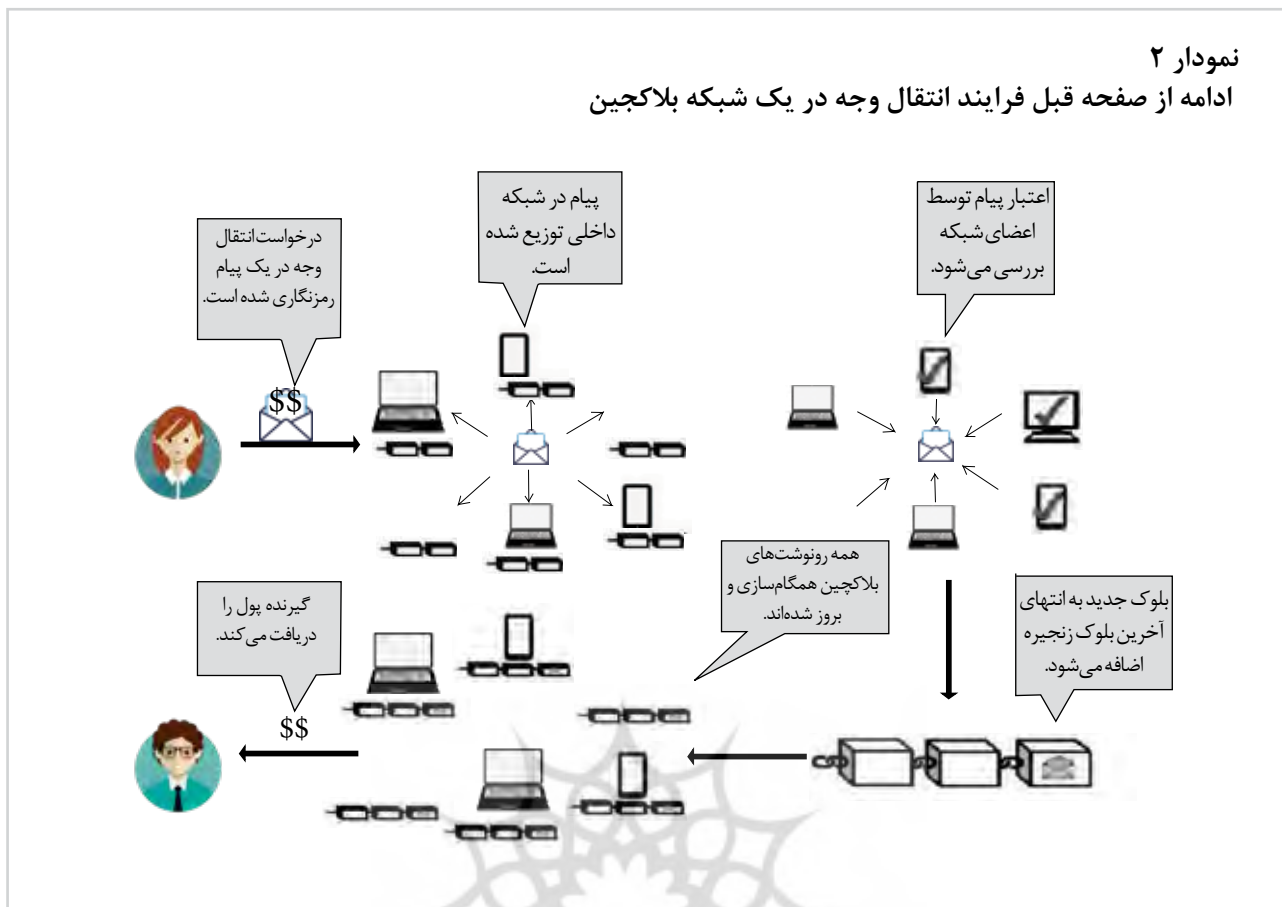 نمودار ۲
ادامه از صفحه قبل فرایند انتقال وجه در یک شبکه بلاکجین
درخواست انتقال
وجه در یک پیام
رمزنگاری شده است.
$$
پیام در شبکه
داخلی توزیع شده
است.
اعتبار پیام توسط
اعضای شبکه
بررسی می‌شود.
بلوک جدید به انتهای
آخرین بلوک زنجیره
اضافه می‌شود.
همه رونوشت‌های
بلاکچین همگام‌سازی و
بروز شده‌اند.
گیرنده پول را
دریافت می‌کند.
$$